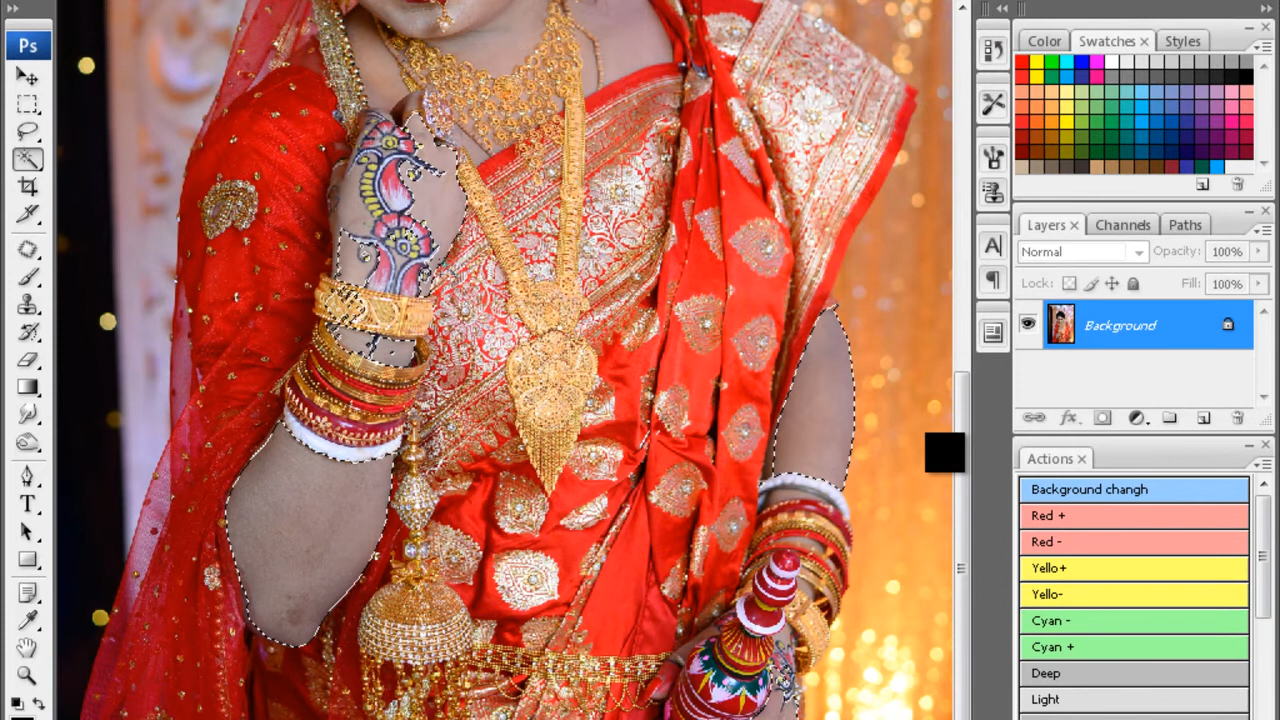 Ps
Color
Swatches
Styles
Layers
Channels
Paths
Normal
Opacity: 100%
Lock:
Fill: 100%
Background
fx
Actions
Background changh
Red +
Red -
Yello+
Yello-
Cyan -
Cyan +
Deep
Light
A
T